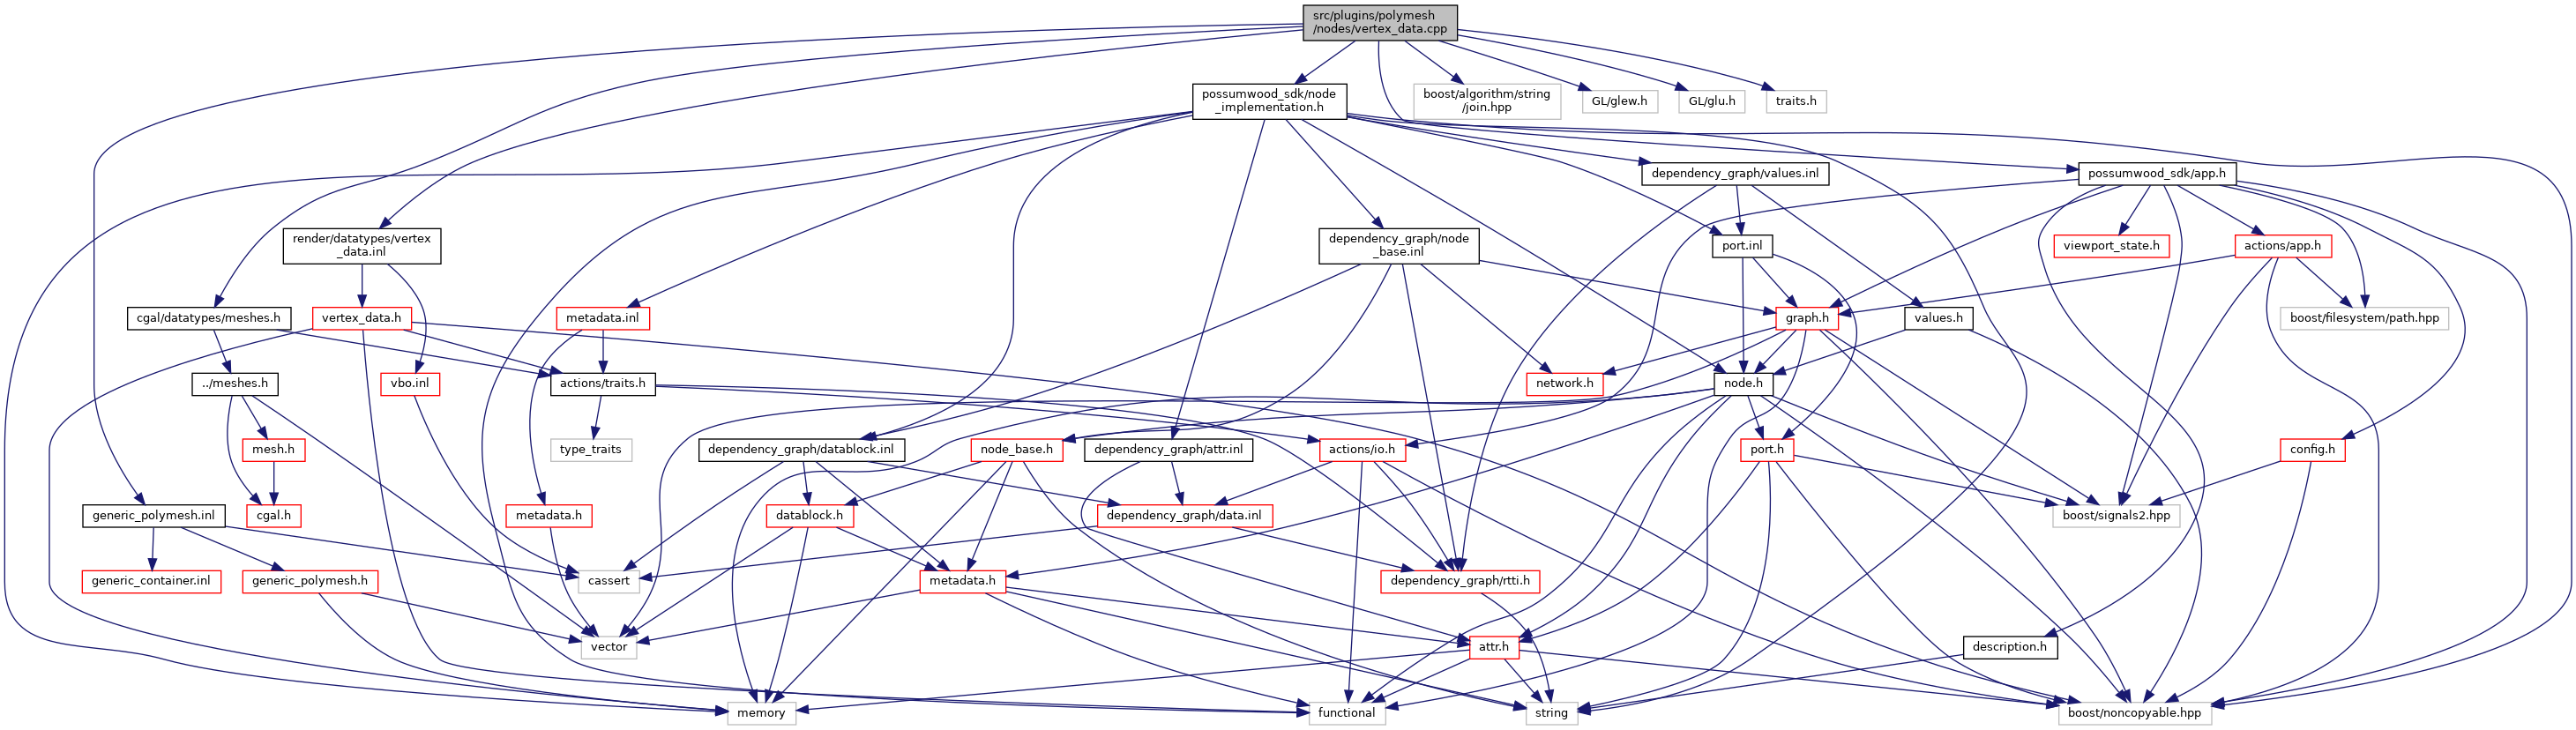 src/plugins/polymesh
/nodes/vertex_data.cpp
possumwood_sdk/node
_implementation.h
boost/algorithm/string
/join.hpp
GL/glew.h
GL/glu.h
traits.h
dependency_graph/values.inl
possumwood_sdk/app.h
render/datatypes/vertex
_data.inl
dependency_graph/node
_base.inl
port.inl
viewport_state.h
actions/app.h
cgal/datatypes/meshes.h
vertex_data.h
metadata.inl
graph.h
values.h
boost/filesystem/path.hpp
../meshes.h
vbo.inl
actions/traits.h
network.h
node.h
mesh.h
type_traits
dependency_graph/datablock.inl
node_base.h
dependency_graph/attr.inl
actions/io.h
port.h
config.h
generic_polymesh.inl
cgal.h
metadata.h
datablock.h
dependency_graph/data.inl
boost/signals2.hpp
generic_container.inl
generic_polymesh.h
cassert
metadata.h
dependency_graph/rtti.h
vector
attr.h
description.h
memory
functional
string
boost/noncopyable.hpp